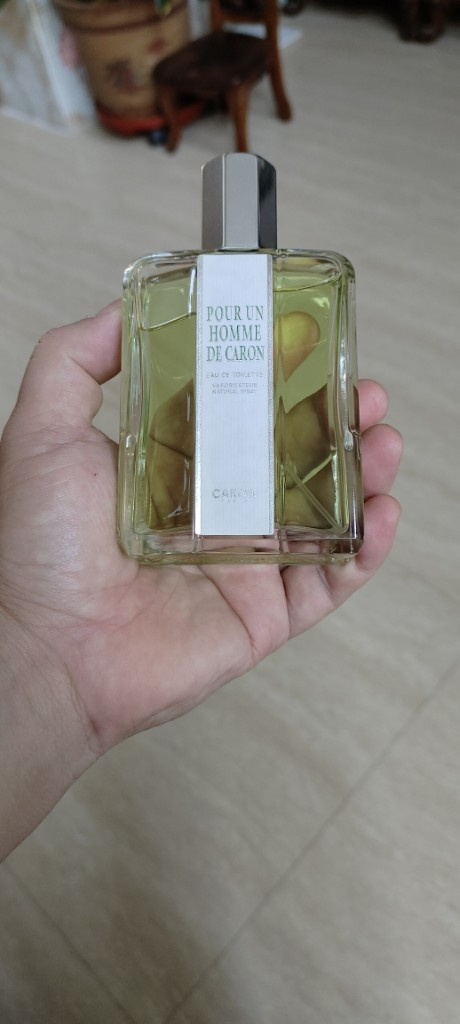 POUR UN
HOMME
DE CARON
EAU DE TOILETTE
VAPORISATEUR
NATURAL SPRAY
CARON